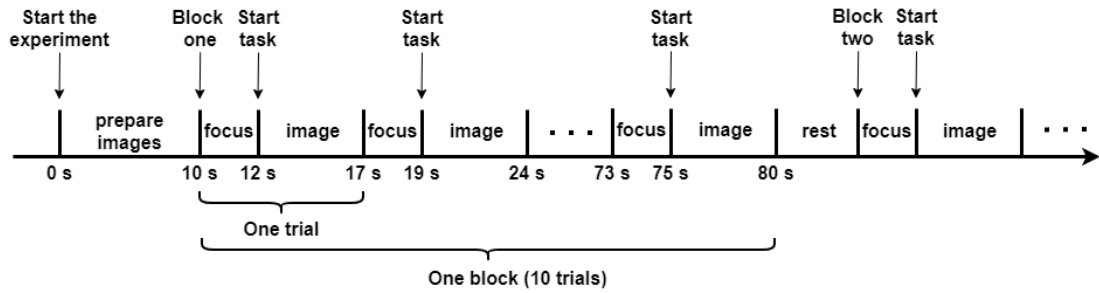 Start the
experiment
Block
one
Start
task
Start
task
Start
task
Block
two
Start
task
prepare
images
focus
image
focus
image
. . .
focus
image
rest
focus
image
. . .
0 s
10 s
12 s
17 s
19 s
24 s
73 s
75 s
80 s
One trial
One block (10 trials)